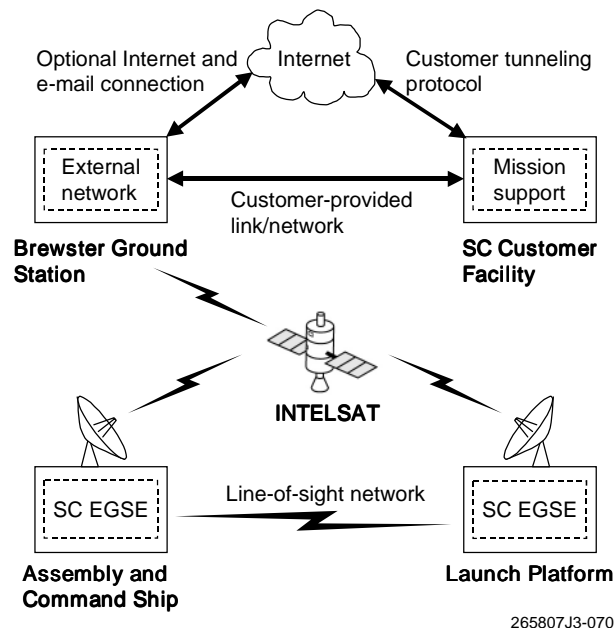 Optional Internet and
e-mail connection
Internet
Customer tunneling
protocol
External
network
Mission
support
Customer-provided
link/network
Brewster Ground
Station
SC Customer
Facility
INTELSAT
SC EGSE
Line-of-sight network
SC EGSE
Assembly and
Command Ship
Launch Platform
265807J3-070